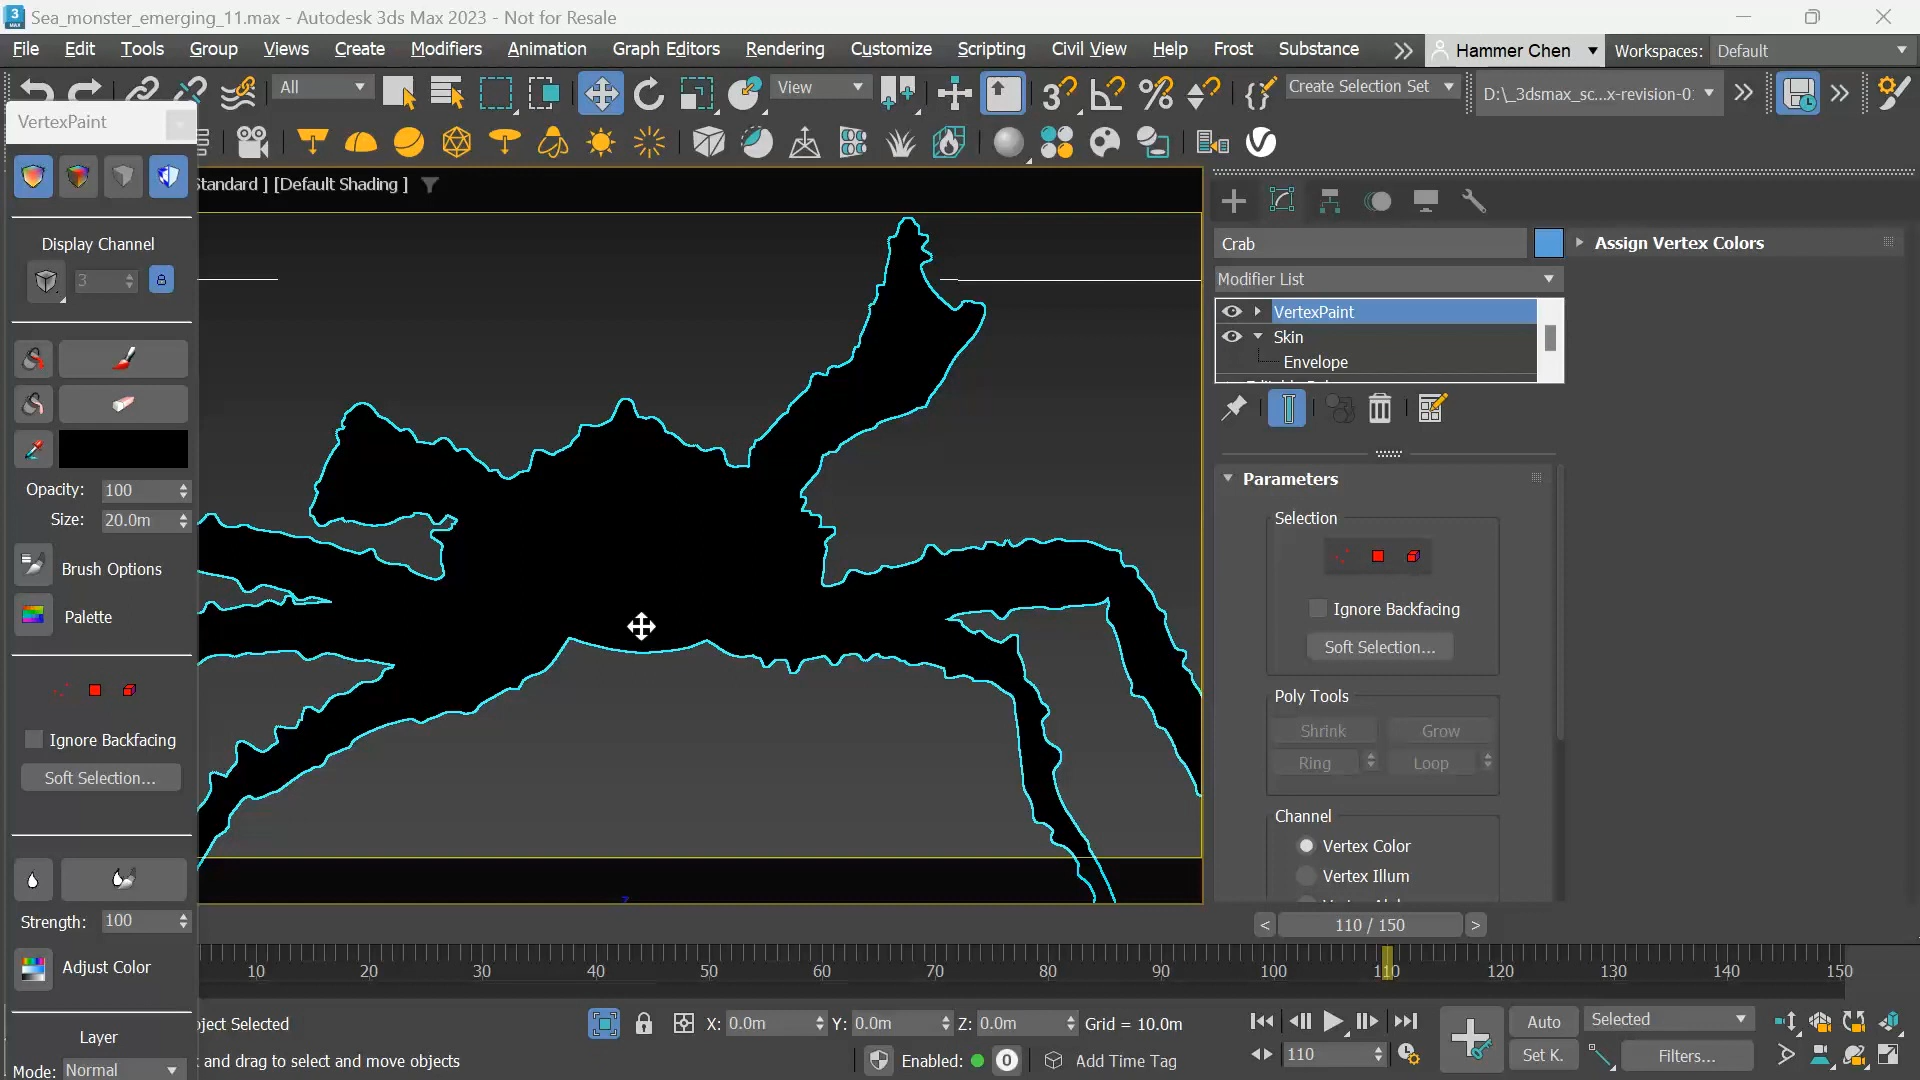 Sea_monster_emerging_11.max - Autodesk 3ds Max 2023 - Not for Resale
File Edit Tools Group Views Create Modifiers Animation Graph Editors Rendering Customize Scripting Civil View Help Frost Substance Hammer Chen Workspaces: Default
All View Create Selection Set D:\_3dsmax_sc...x-revision-0
VertexPaint
Standard ] [Default Shading ]
Display Channel
3
Opacity: 100
Size: 20.0m
Brush Options
Palette
Ignore Backfacing
Soft Selection...
Strength: 100
Adjust Color
Layer
Mode: Normal
Crab
Assign Vertex Colors
Modifier List
VertexPaint
Skin
Envelope
Parameters
Selection
Ignore Backfacing
Soft Selection...
Poly Tools
Shrink Grow
Ring Loop
Channel
Vertex Color
Vertex Illum
< 110 / 150 >
10 20 30 40 50 60 70 80 90 100 110 120 130 140 150
ject Selected X: 0.0m Y: 0.0m Z: 0.0m Grid = 10.0m
and drag to select and move objects Enabled: 0 Add Time Tag
110
Auto Selected
Set K. Filters...